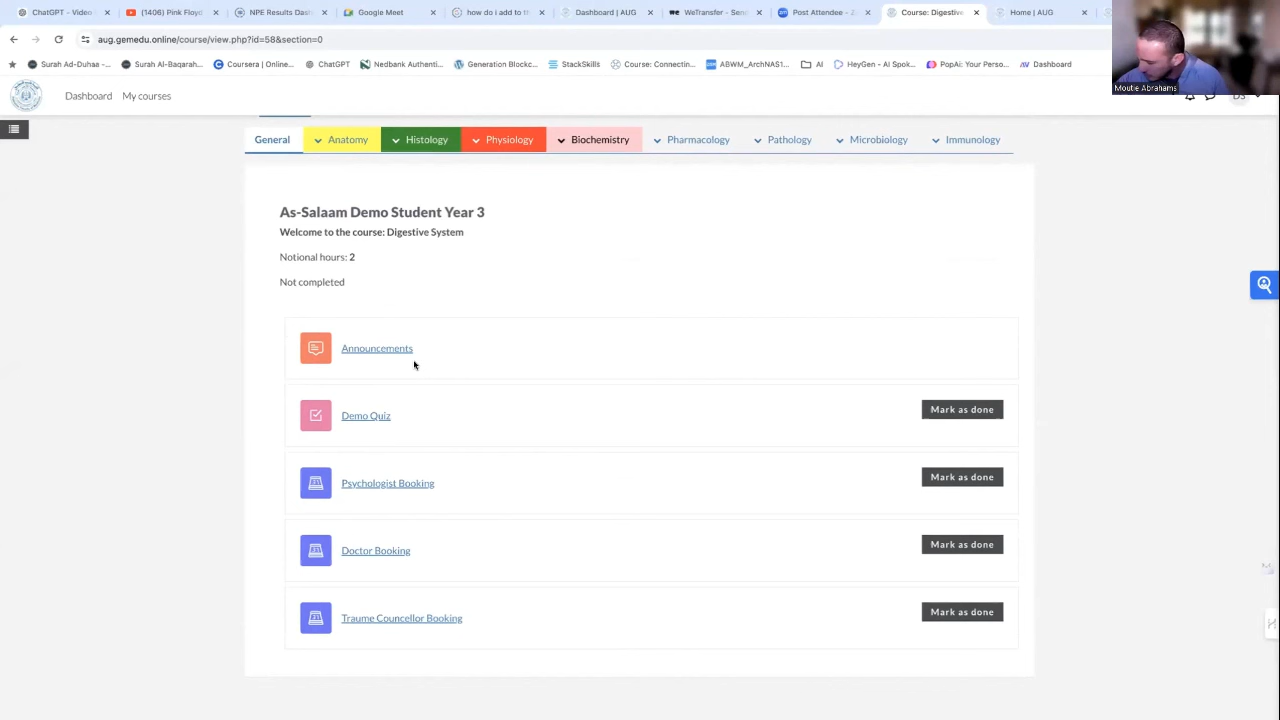 ChatGPT - Video
(1406) Pink Floyd
NPE Results Das
Google Meet
how do i add to th
Dashboard | AUG
WeTransfer - Sen
Post Attendee - Z
Course: Digestive
Home | AUG
aug.gemedu.online/course/view.php?id=58&section=0
Surah Ad-Duhaa -...
Surah Al-Baqarah...
Coursera | Online...
ChatGPT
Nedbank Authenti...
Generation Blockc...
StackSkills
Course: Connectin...
ABWM_ArchNAS1...
AI
HeyGen - AI Spok...
PopAi: Your Perso...
Dashboard
Moutie Abrahams
Dashboard
My courses
DS
General
Anatomy
Histology
Physiology
Biochemistry
Pharmacology
Pathology
Microbiology
Immunology
As-Salaam Demo Student Year 3
Welcome to the course: Digestive System
Notional hours: 2
Not completed
Announcements
Demo Quiz
Mark as done
Psychologist Booking
Mark as done
Doctor Booking
Mark as done
Traume Councellor Booking
Mark as done